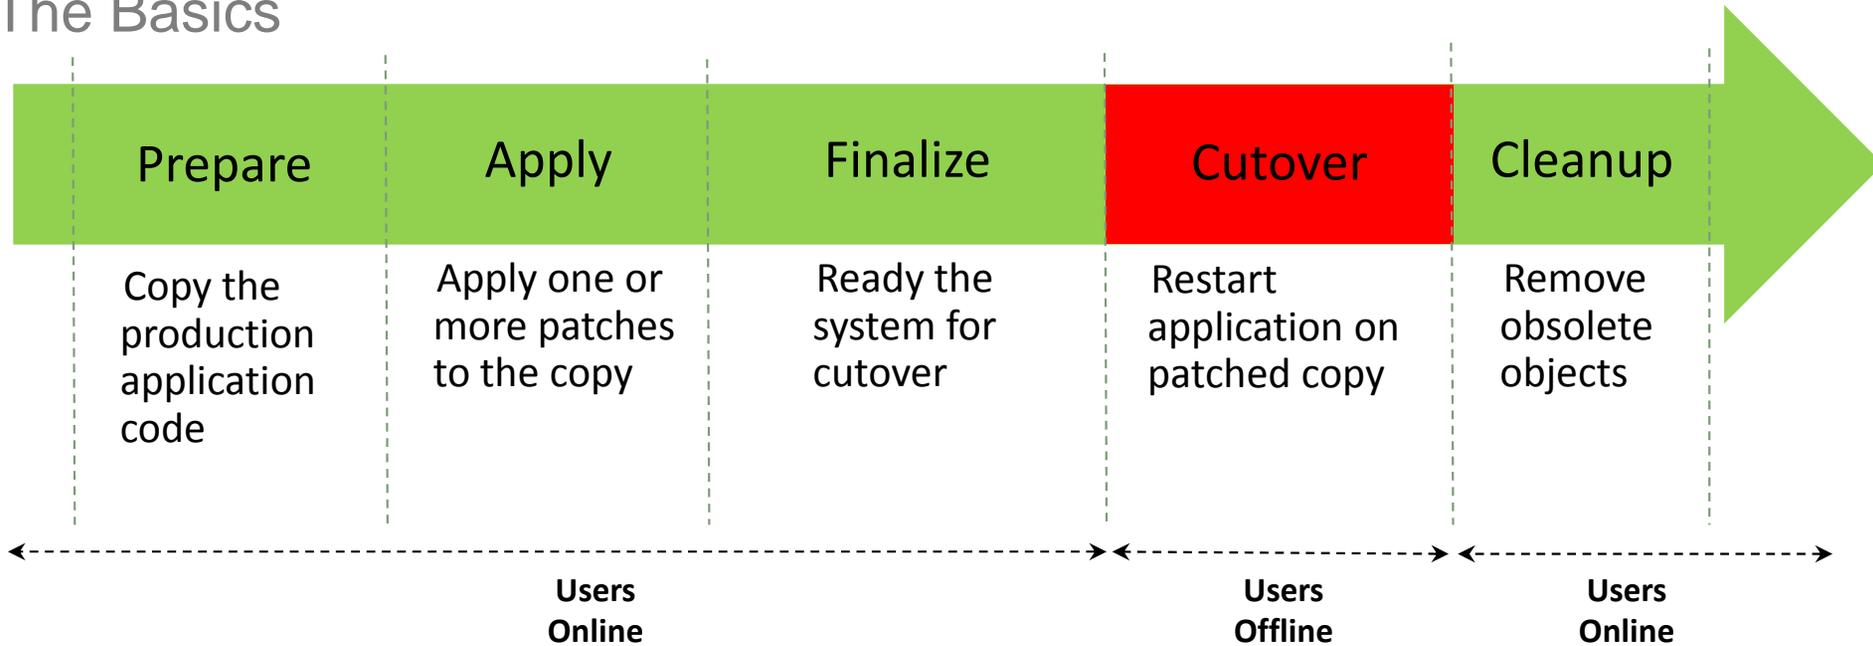 The Basics
Prepare
Apply
Finalize
Cutover
Cleanup
Copy the
production
application
code
Apply one or
more patches
to the copy
Ready the
system for
cutover
Restart
application on
patched copy
Remove
obsolete
objects
Users
Online
Users
Offline
Users
Online